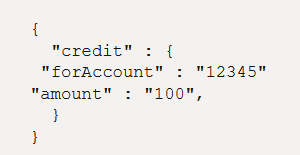 {
  "credit" : {
 "forAccount" : "12345"
"amount" : "100",
  }
}